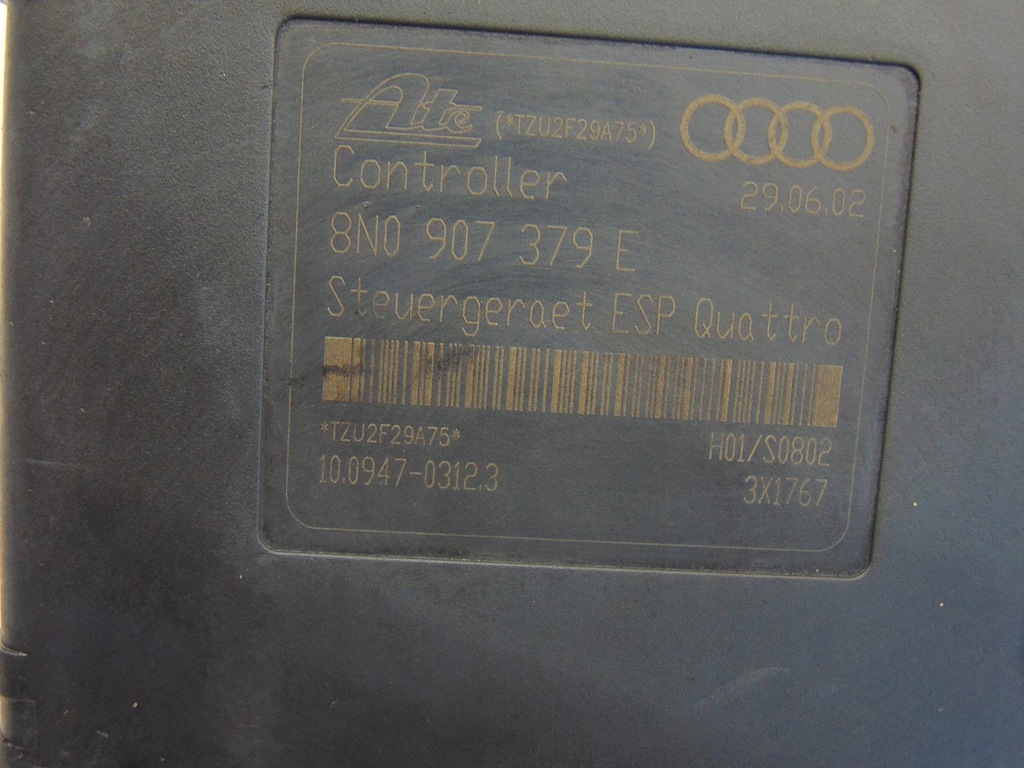 Ate (*TZU2F29A75*)
Controller
29.06.02
8N0 907 379 E
Steuergeraet ESP Quattro
*TZU2F29A75*
H01/S0802
10.0947-0312.3
3X1767